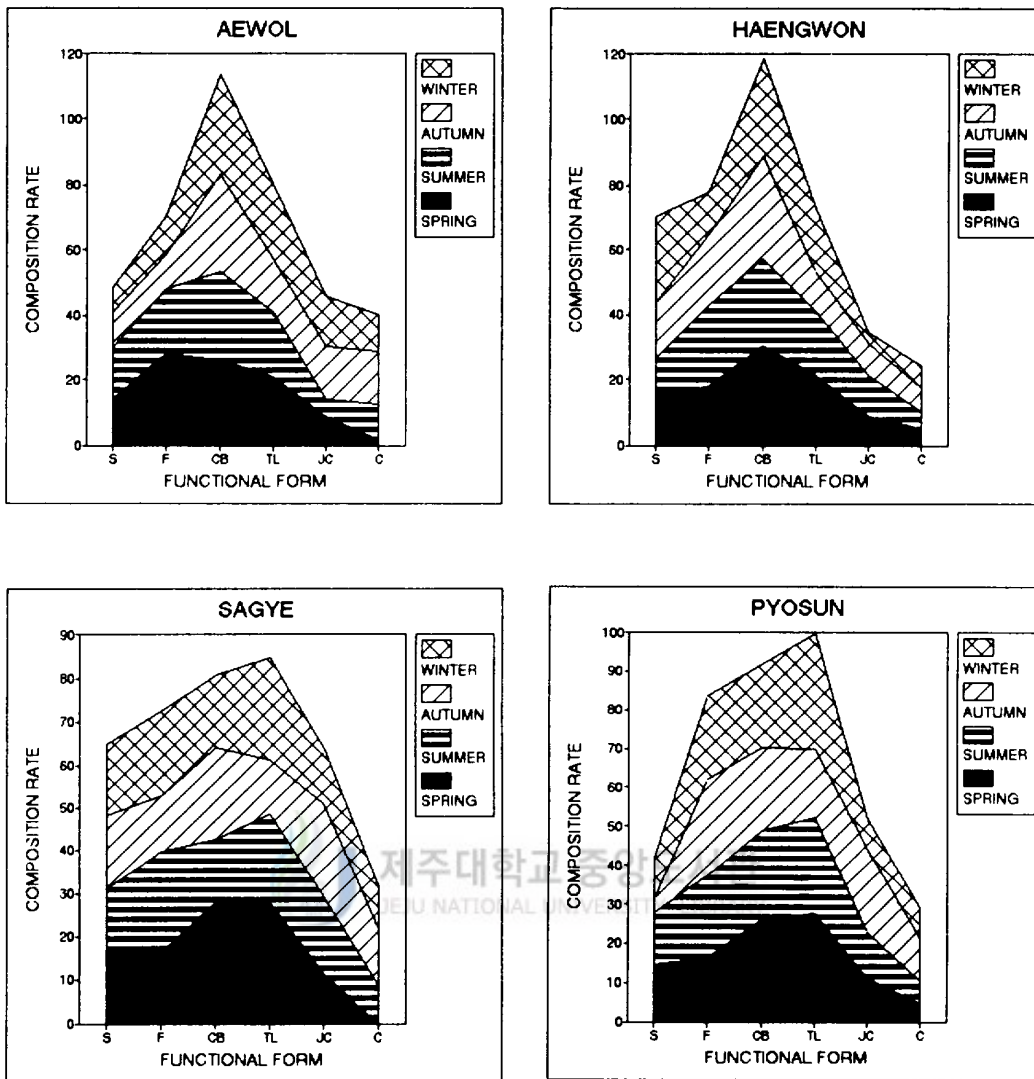 AEWOL
120
100
80
60
40
20
0
COMPOSITION RATE
S F CB TL JC C
FUNCTIONAL FORM
WINTER
AUTUMN
SUMMER
SPRING
HAENGWON
120
100
80
60
40
20
0
COMPOSITION RATE
S F CB TL JC C
FUNCTIONAL FORM
WINTER
AUTUMN
SUMMER
SPRING
SAGYE
90
80
70
60
50
40
30
20
10
0
COMPOSITION RATE
S F CB TL JC C
FUNCTIONAL FORM
WINTER
AUTUMN
SUMMER
SPRING
PYOSUN
100
90
80
70
60
50
40
30
20
10
0
COMPOSITION RATE
S F CB TL JC C
FUNCTIONAL FORM
WINTER
AUTUMN
SUMMER
SPRING
제주대학교 중앙
JEJU NATIONAL